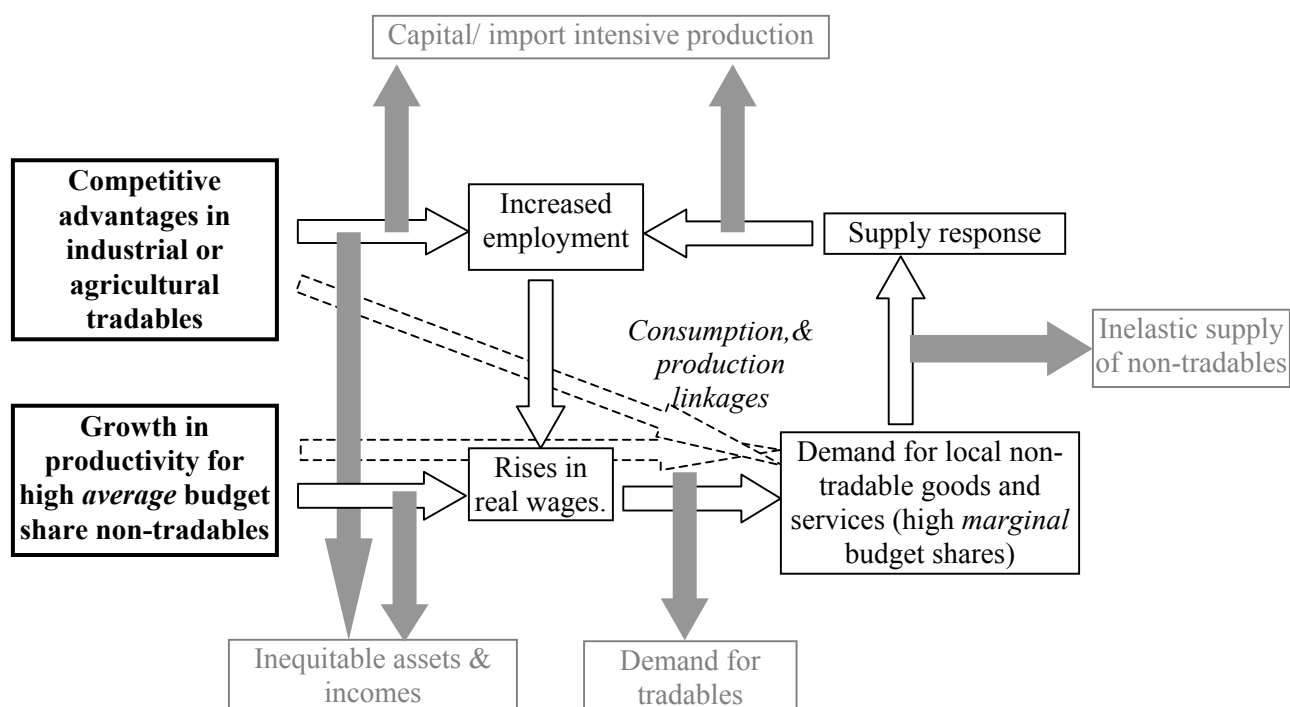 Capital/ import intensive production
Competitive
advantages in
industrial or
agricultural
tradables
Increased
employment
Supply response
Consumption,&
production
linkages
Inelastic supply
of non-tradables
Growth in
productivity for
high average budget
share non-tradables
Rises in
real wages.
Demand for local non-
tradable goods and
services (high marginal
budget shares)
Inequitable assets &
incomes
Demand for
tradables